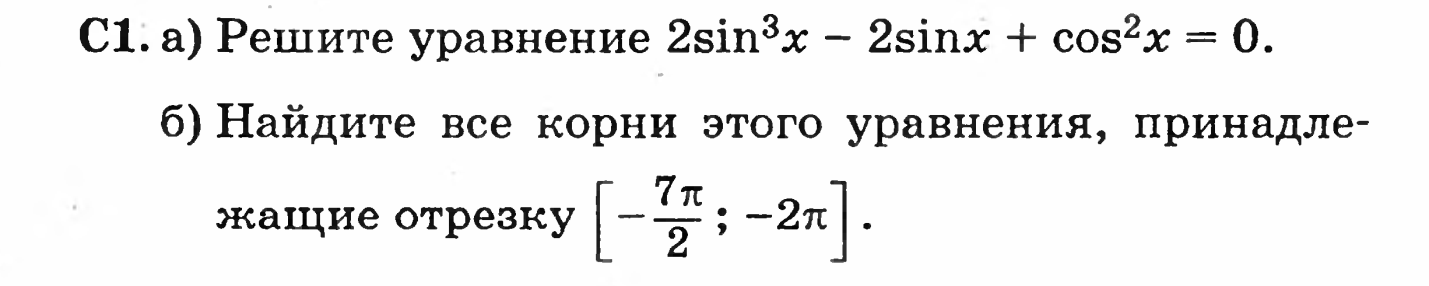 С1. а) Решите уравнение 2sin³x – 2sinx + cos²x = 0.
б) Найдите все корни этого уравнения, принадле-
жащие отрезку [–7π/2; –2π].